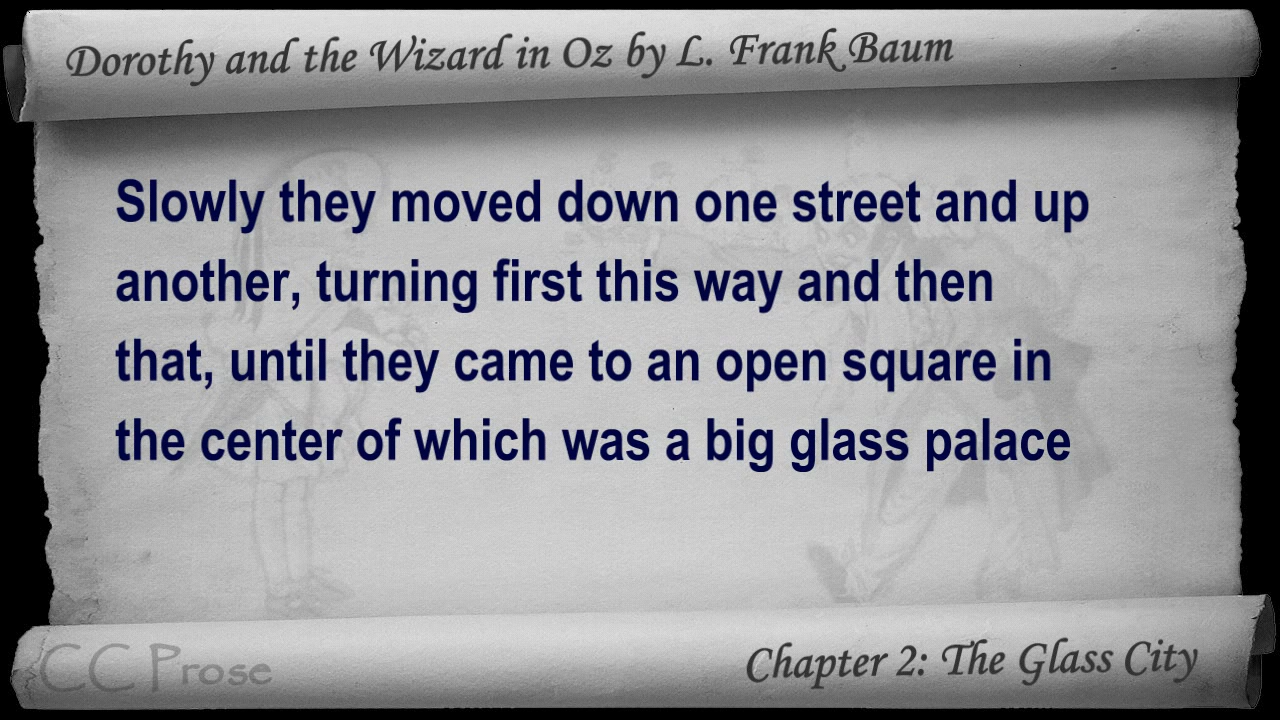 Dorothy and the Wizard in Oz by L. Frank Baum
Slowly they moved down one street and up
another, turning first this way and then
that, until they came to an open square in
the center of which was a big glass palace
CC Prose
Chapter 2: The Glass City